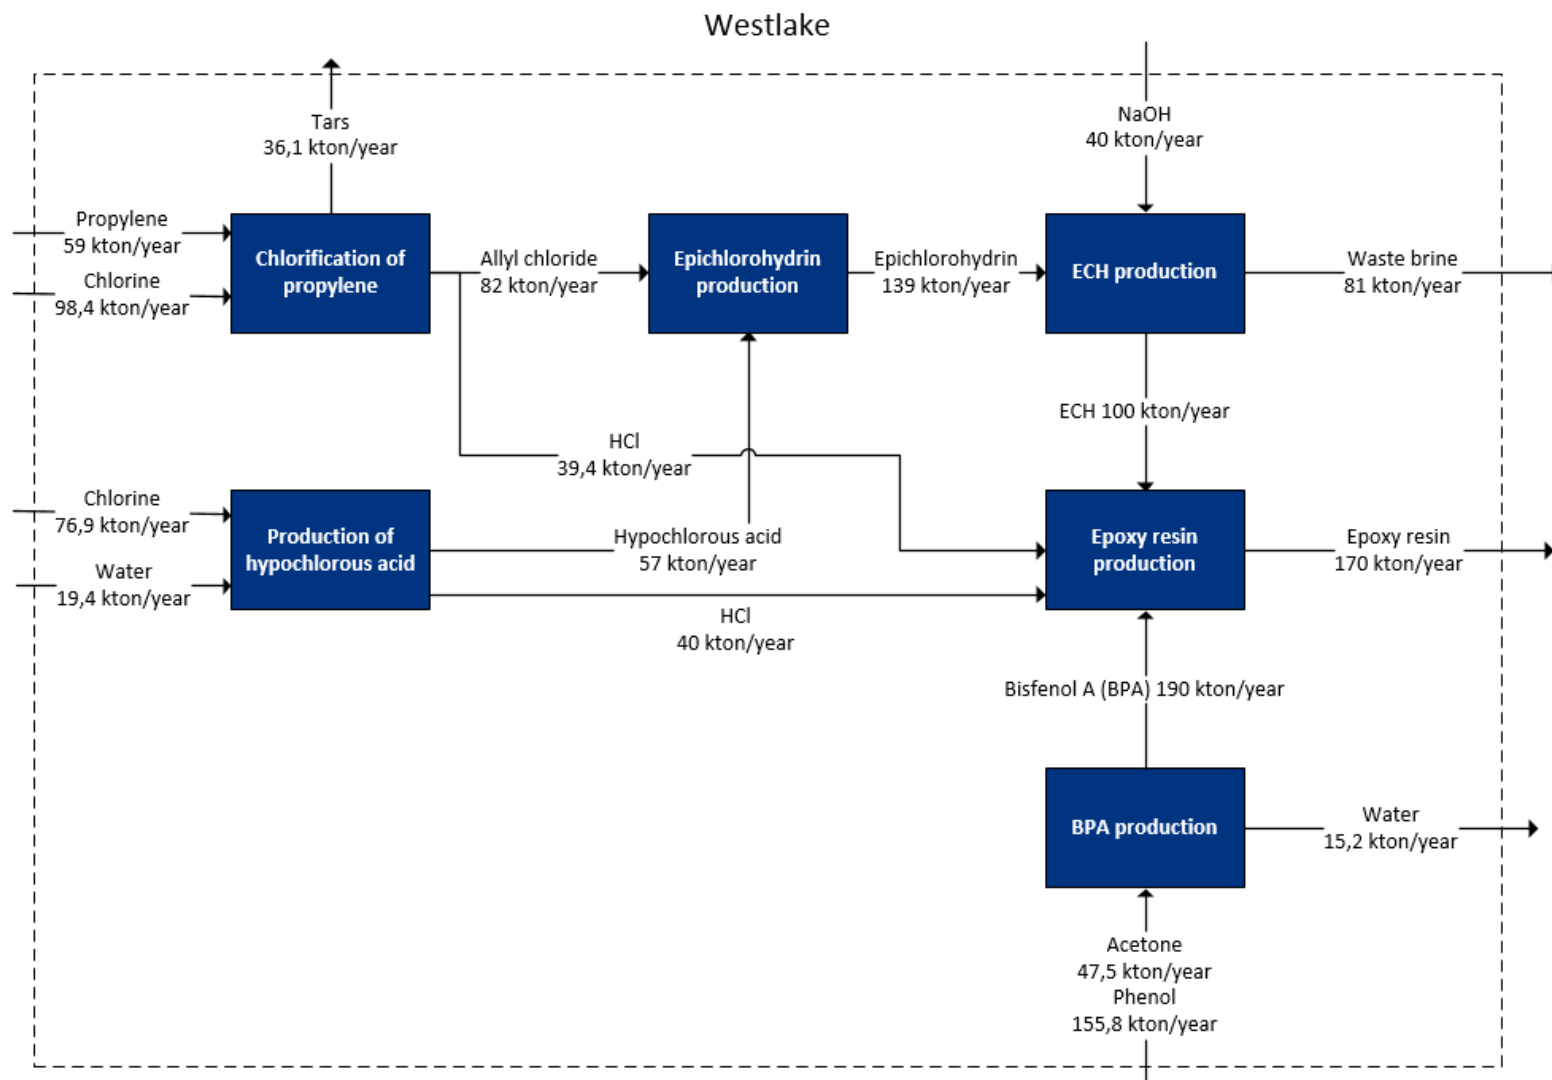 Westlake
Tars
36,1 kton/year
NaOH
40 kton/year
Propylene
59 kton/year
Chlorine
98,4 kton/year
Chlorification of
propylene
Allyl chloride
82 kton/year
Epichlorohydrin
production
Epichlorohydrin
139 kton/year
ECH production
Waste brine
81 kton/year
ECH 100 kton/year
HCl
39,4 kton/year
Chlorine
76,9 kton/year
Water
19,4 kton/year
Production of
hypochlorous acid
Hypochlorous acid
57 kton/year
HCl
40 kton/year
Epoxy resin
production
Epoxy resin
170 kton/year
Bisfenol A (BPA) 190 kton/year
BPA production
Water
15,2 kton/year
Acetone
47,5 kton/year
Phenol
155,8 kton/year